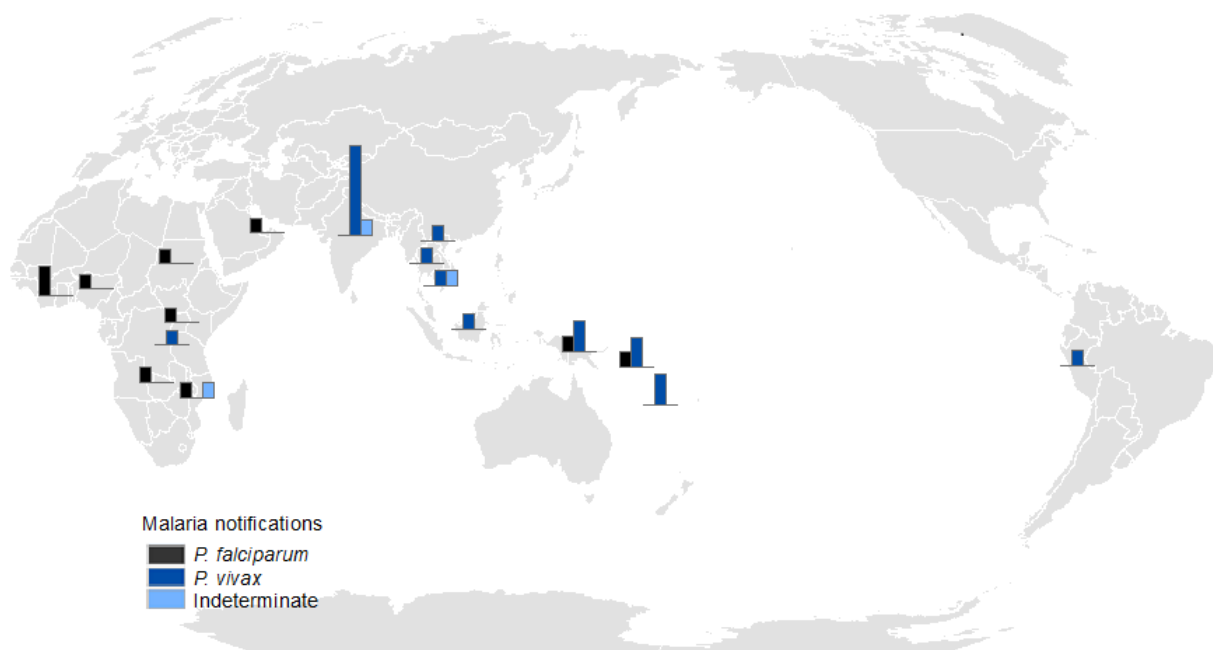 Malaria notifications
P. falciparum
P. vivax
Indeterminate